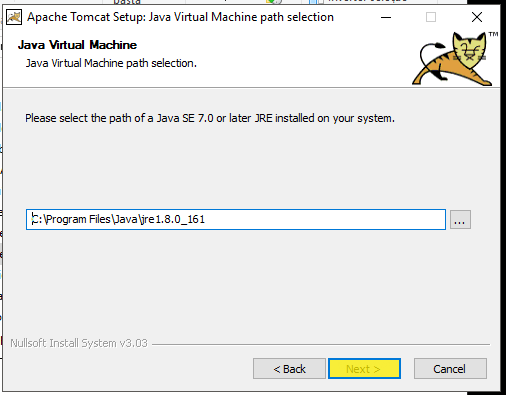 Apache Tomcat Setup: Java Virtual Machine path selection
Java Virtual Machine
Java Virtual Machine path selection.
TM
Please select the path of a Java SE 7.0 or later JRE installed on your system.
C:\Program Files\Java\jre1.8.0_161
...
Nullsoft Install System v3.03
< Back
Next >
Cancel